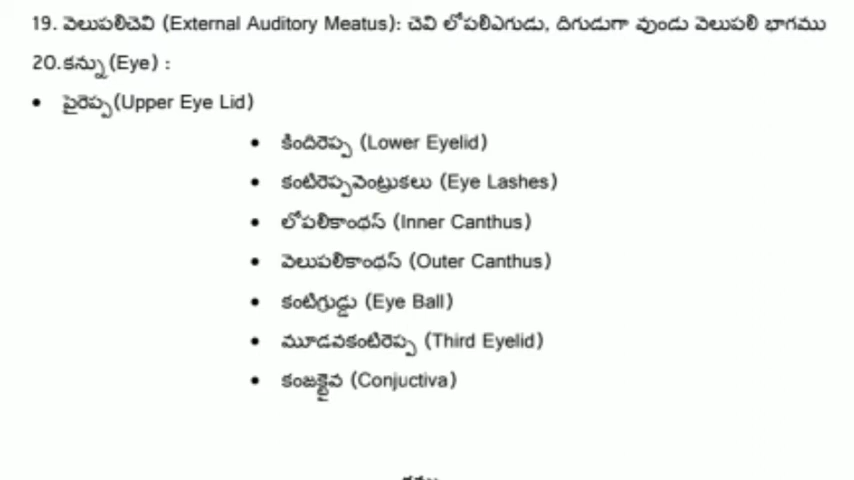 19. వెలుపలిచెవి (External Auditory Meatus): చెవి లోపలిఎగుడు, దిగుడుగా వుండు వెలుపలి భాగము
20.కన్ను(Eye) :
• పైరెప్ప(Upper Eye Lid)
• కిందిరెప్ప (Lower Eyelid)
• కంటిరెప్పవెంట్రుకలు (Eye Lashes)
• లోపలికాంథస్ (Inner Canthus)
• వెలుపలికాంథస్ (Outer Canthus)
• కంటిగ్రుడ్డు (Eye Ball)
• మూడవకంటిరెప్ప (Third Eyelid)
• కంజక్టైవ (Conjuctiva)